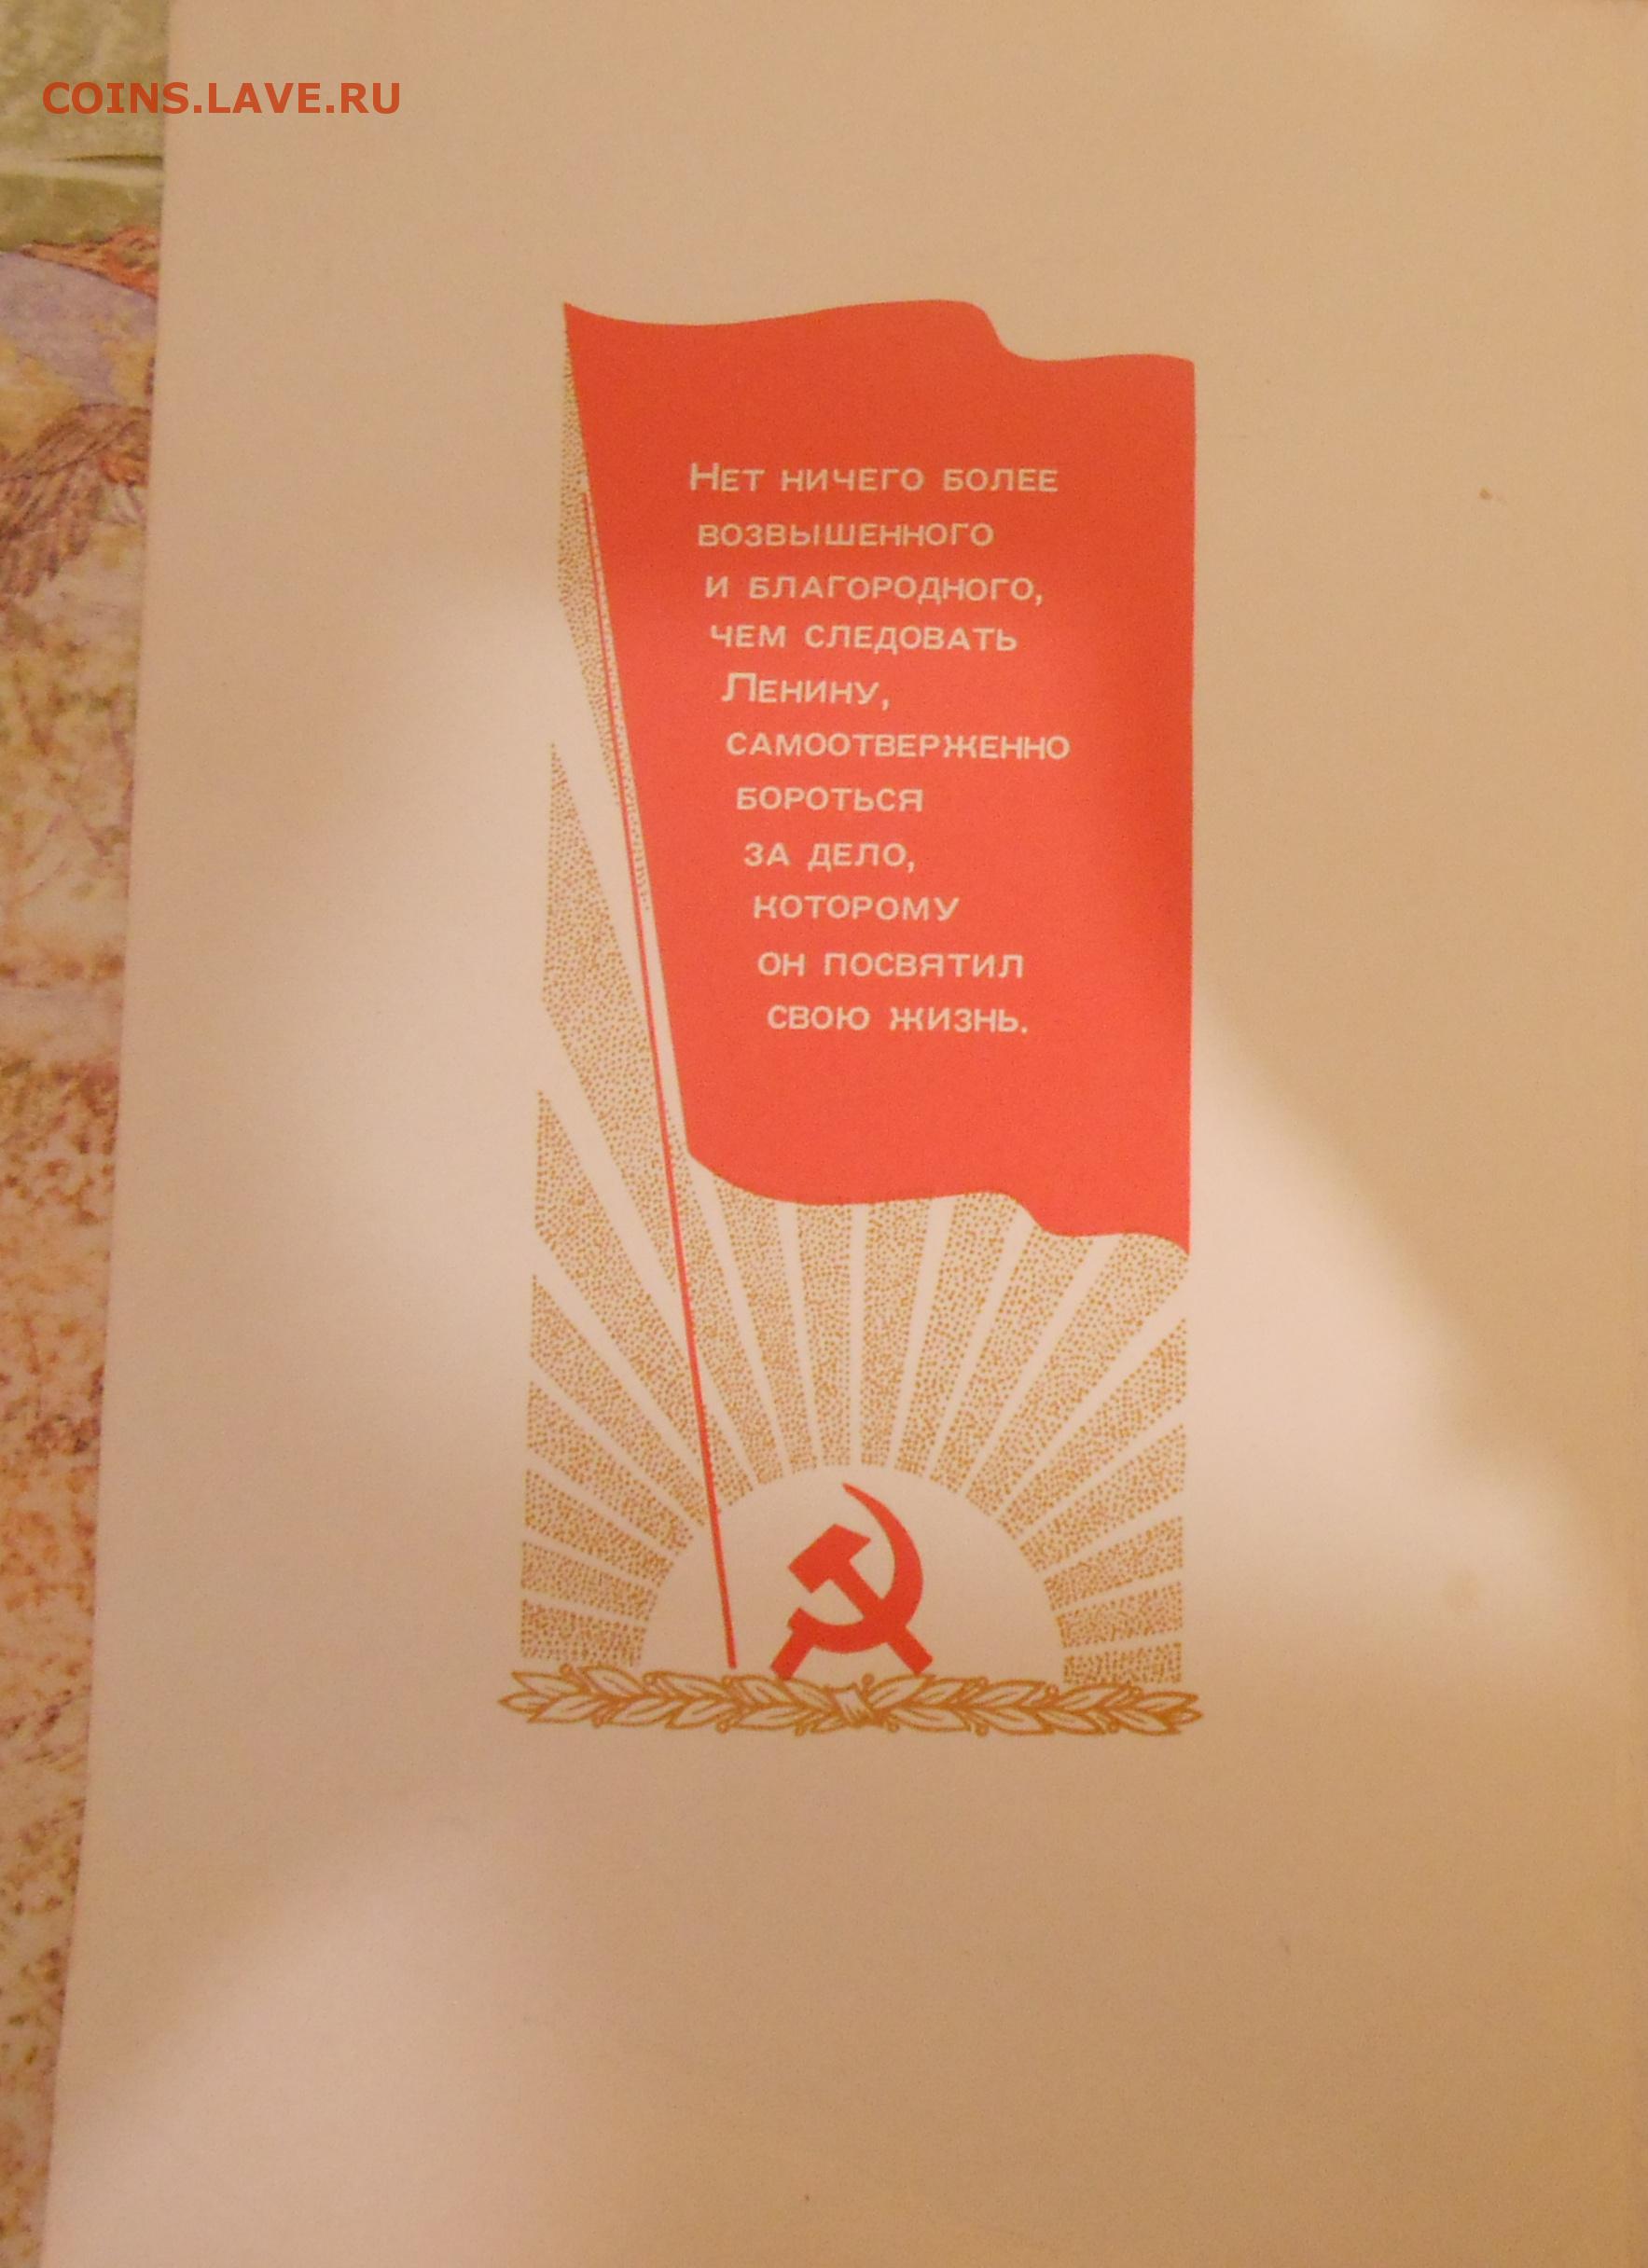 COINS.LAVE.RU
Нет ничего более
возвышенного
и благородного,
чем следовать
Ленину,
самоотверженно
бороться
за дело,
которому
он посвятил
свою жизнь.